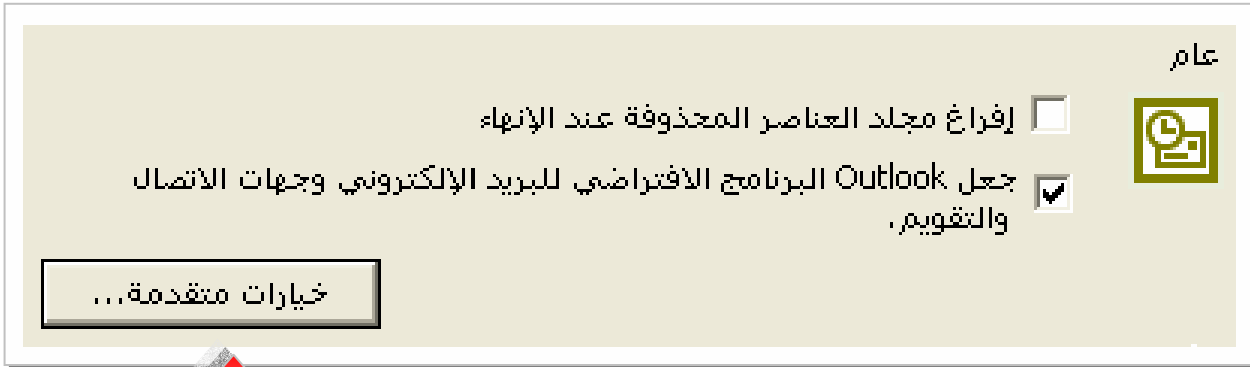 عام
إفراغ مجلد العناصر المحذوفة عند الإنهاء
جعل Outlook البرنامج الافتراضي للبريد الإلكتروني وجهات الاتصال
والتقويم.
خيارات متقدمة...